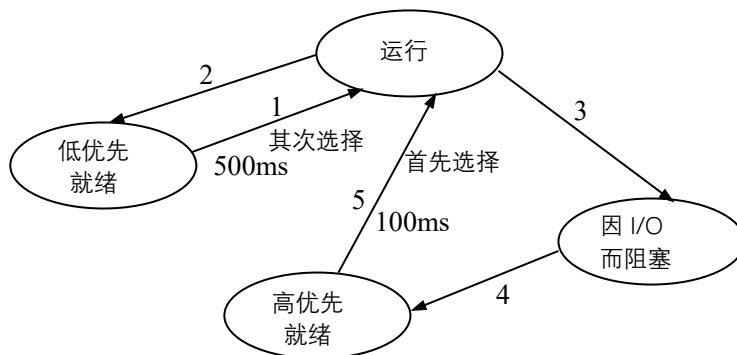 运行
2
1
3
其次选择
低优先
就绪
500ms
首先选择
5
100ms
因 I/O
而阻塞
高优先
就绪
4